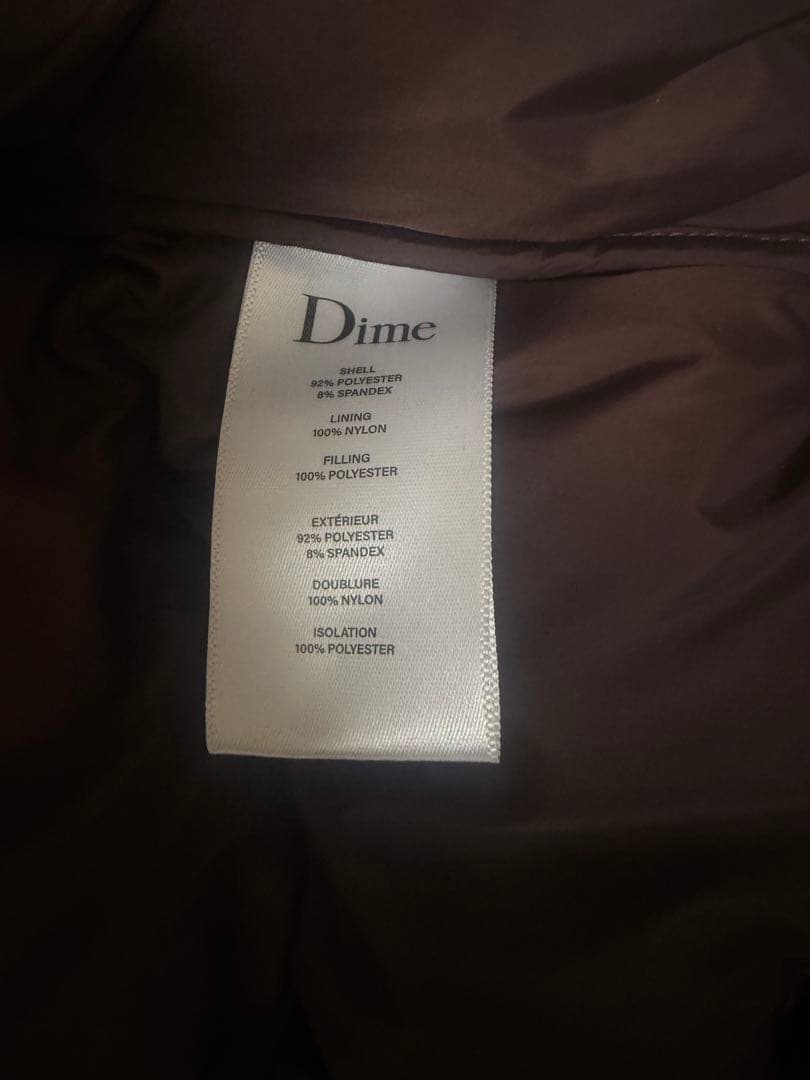 Dime
SHELL
92% POLYESTER
8% SPANDEX
LINING
100% NYLON
FILLING
100% POLYESTER
EXTÉRIEUR
92% POLYESTER
8% SPANDEX
DOUBLURE
100% NYLON
ISOLATION
100% POLYESTER